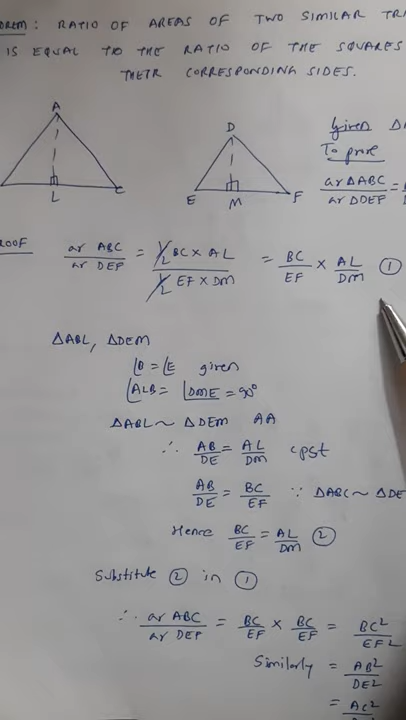 : RATIO OF AREAS OF TWO SIMILAR
IS EQUAL TO THE RATIO OF THE SQUARES
THEIR CORRESPONDING SIDES.
A
L
C
D
E
M
F
Given
To prove
ar ΔABC / ar ΔDEF =
ar ABC / ar DEF = 1/2 BC × AL / 1/2 EF × DM = BC/EF × AL/DM ①
ΔABL, ΔDEM
∠B = ∠E given
∠ALB = ∠DME = 90°
ΔABL ~ ΔDEM AA
∴ AB/DE = AL/DM cpst
AB/DE = BC/EF ∵ ΔABC ~
Hence BC/EF = AL/DM ②
Substitute ② in ①
∴ ar ABC / ar DEF = BC/EF × BC/EF = BC²/EF²
Similarly = AB²/DE²
= AC²